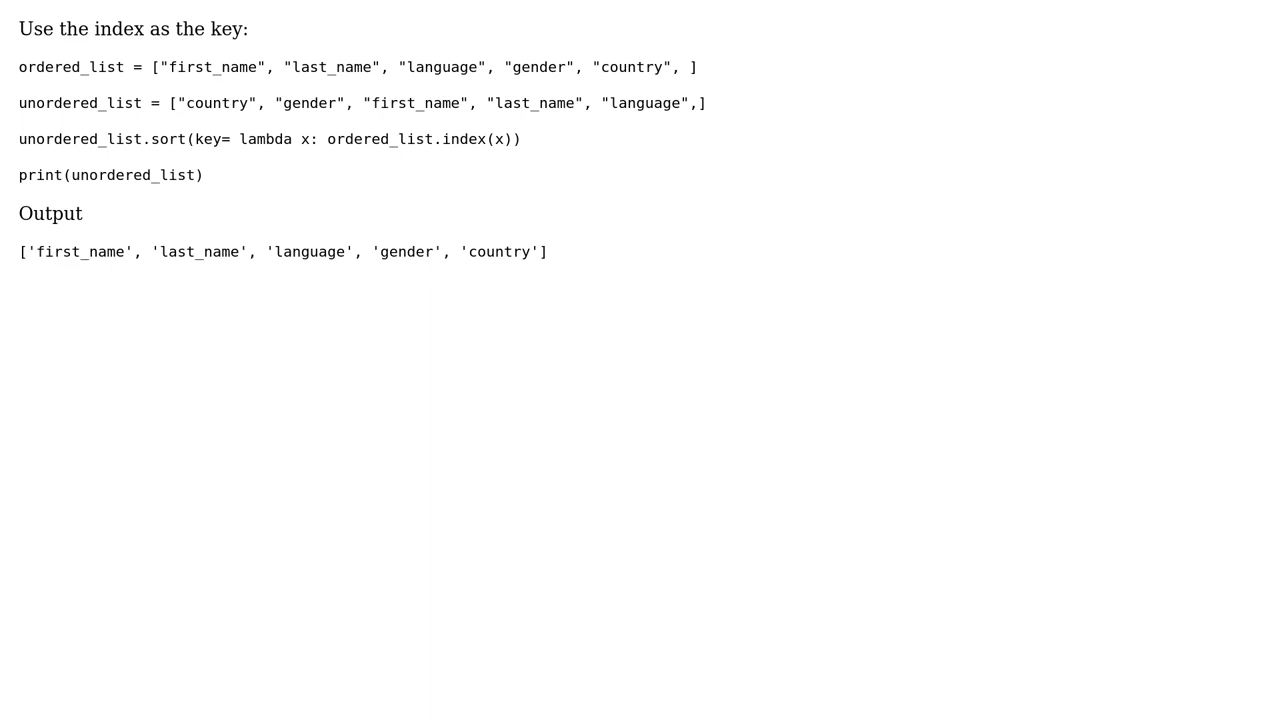 Use the index as the key:
ordered_list = ["first_name", "last_name", "language", "gender", "country", ]
unordered_list = ["country", "gender", "first_name", "last_name", "language",]
unordered_list.sort(key= lambda x: ordered_list.index(x))
print(unordered_list)
Output
['first_name', 'last_name', 'language', 'gender', 'country']